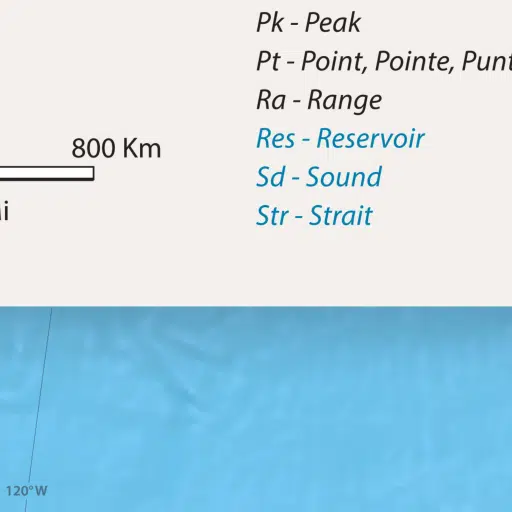 Pk - Peak
Pt - Point, Pointe, Punt
Ra - Range
Res - Reservoir
800 Km
Sd - Sound
Str - Strait
120° W